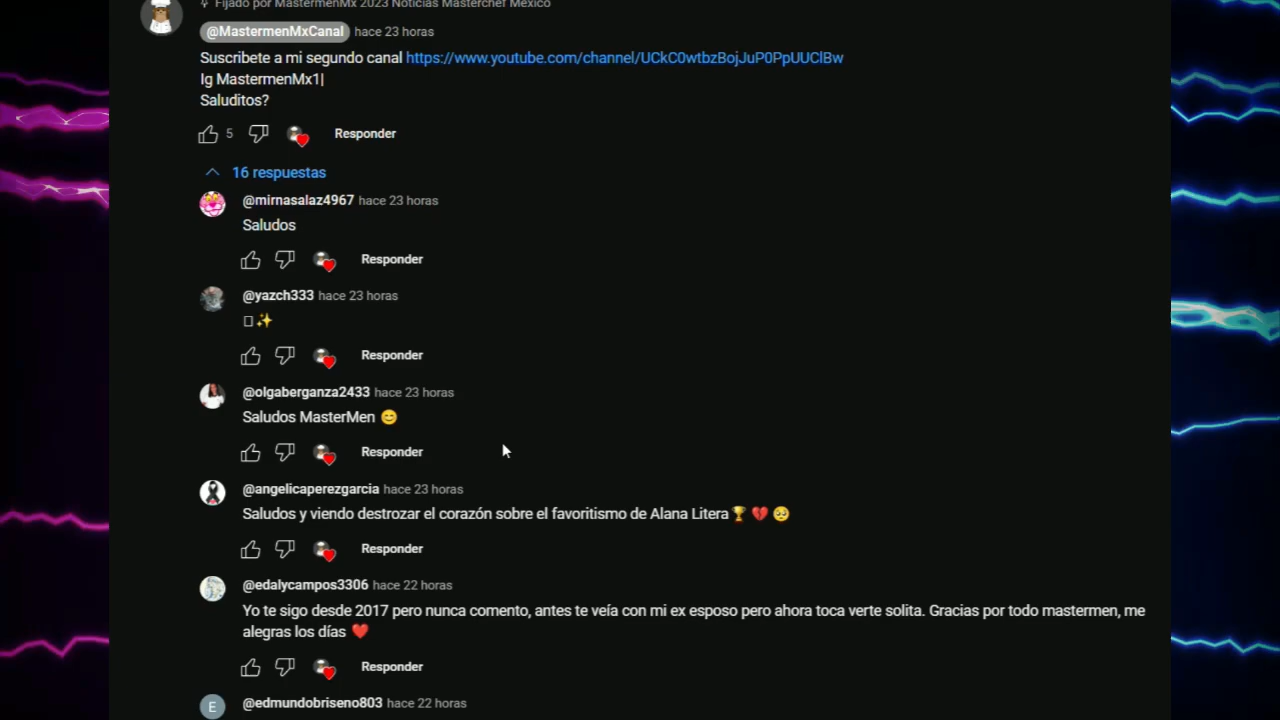 Fijado por MastermenMx 2023 Noticias Masterchef Mexico
@MastermenMxCanal hace 23 horas
Suscribete a mi segundo canal https://www.youtube.com/channel/UCkC0wtbzBojJuP0PpUUClBw
Ig MastermenMx1|
Saluditos?
5 Responder
16 respuestas
@mirnasalaz4967 hace 23 horas
Saludos
Responder
@yazch333 hace 23 horas
□✨
Responder
@olgaberganza2433 hace 23 horas
Saludos MasterMen 😊
Responder
@angelicaperezgarcia hace 23 horas
Saludos y viendo destrozar el corazón sobre el favoritismo de Alana Litera🏆 💔 🥺
Responder
@edalycampos3306 hace 22 horas
Yo te sigo desde 2017 pero nunca comento, antes te veía con mi ex esposo pero ahora toca verte solita. Gracias por todo mastermen, me
alegras los días ❤️
Responder
E @edmundobriseno803 hace 22 horas